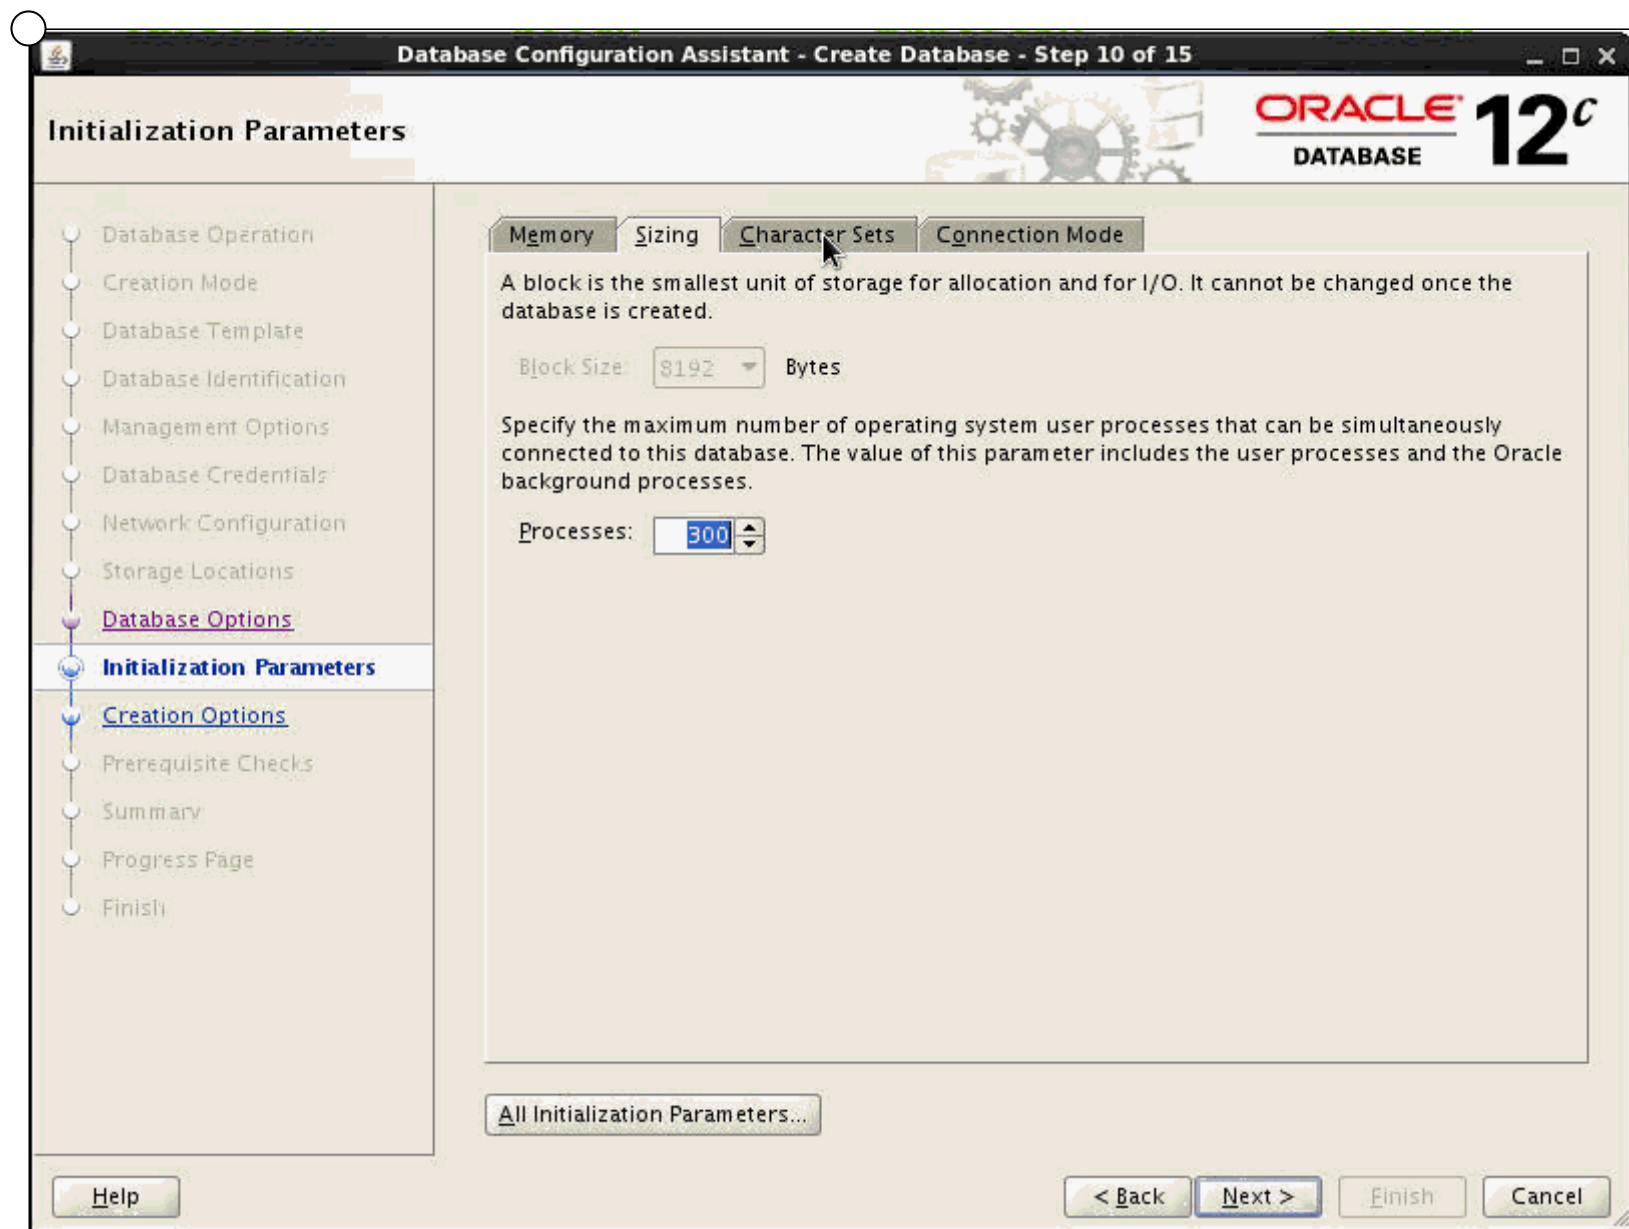 Database Configuration Assistant - Create Database - Step 10 of 15
Initialization Parameters
ORACLE
DATABASE
12c
Database Operation
Creation Mode
Database Template
Database Identification
Management Options
Database Credentials
Network Configuration
Storage Locations
Database Options
Initialization Parameters
Creation Options
Prerequisite Checks
Summary
Progress Page
Finish
Memory Sizing Character Sets Connection Mode
A block is the smallest unit of storage for allocation and for I/O. It cannot be changed once the
database is created.
Block Size: 8192 Bytes
Specify the maximum number of operating system user processes that can be simultaneously
connected to this database. The value of this parameter includes the user processes and the Oracle
background processes.
Processes: 300
All Initialization Parameters...
Help < Back Next > Finish Cancel